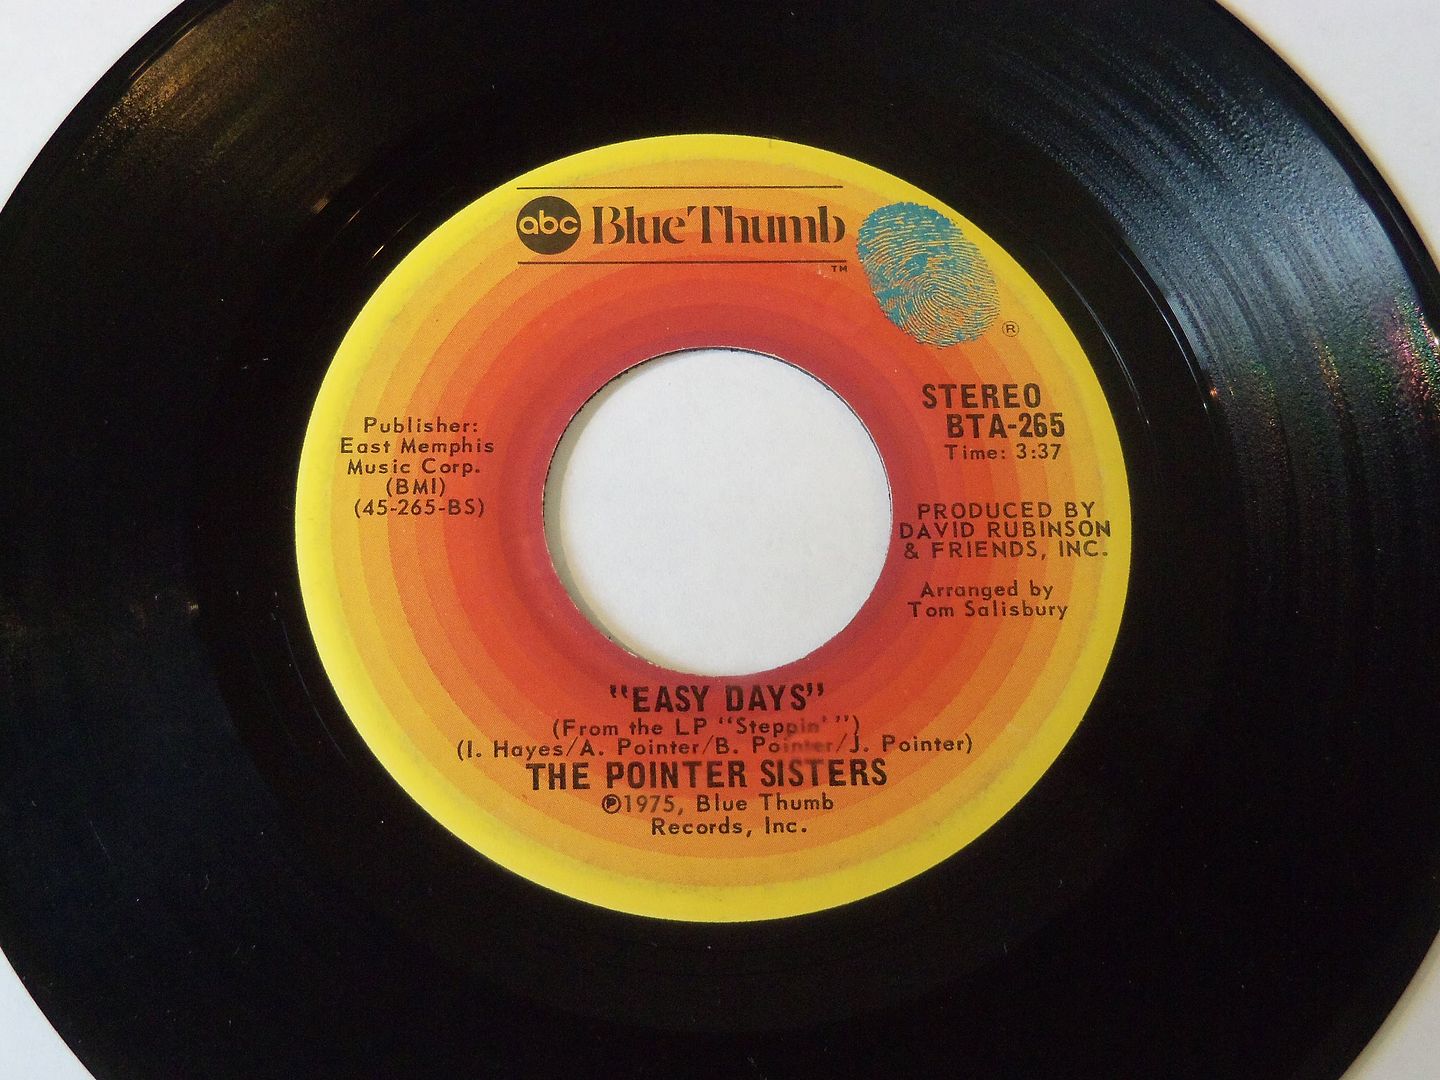 abc Blue Thumb
TM
®
STEREO
BTA-265
Time: 3:37
Publisher:
East Memphis
Music Corp.
(BMI)
(45-265-BS)
PRODUCED BY
DAVID RUBINSON
& FRIENDS, INC.
Arranged by
Tom Salisbury
"EASY DAYS"
(From the LP "Steppin' ")
(I. Hayes/A. Pointer/B. Pointer/J. Pointer)
THE POINTER SISTERS
℗1975, Blue Thumb
Records, Inc.